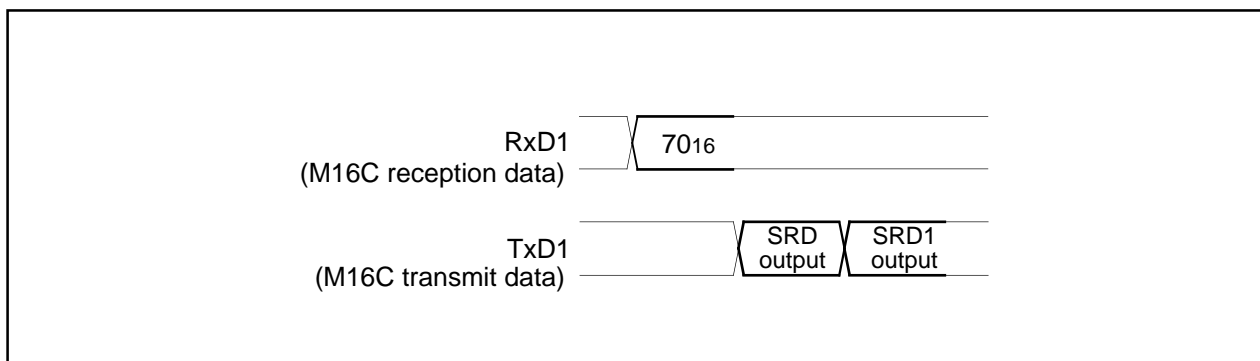 RxD1
(M16C reception data)
7016
TxD1
(M16C transmit data)
SRD
output
SRD1
output